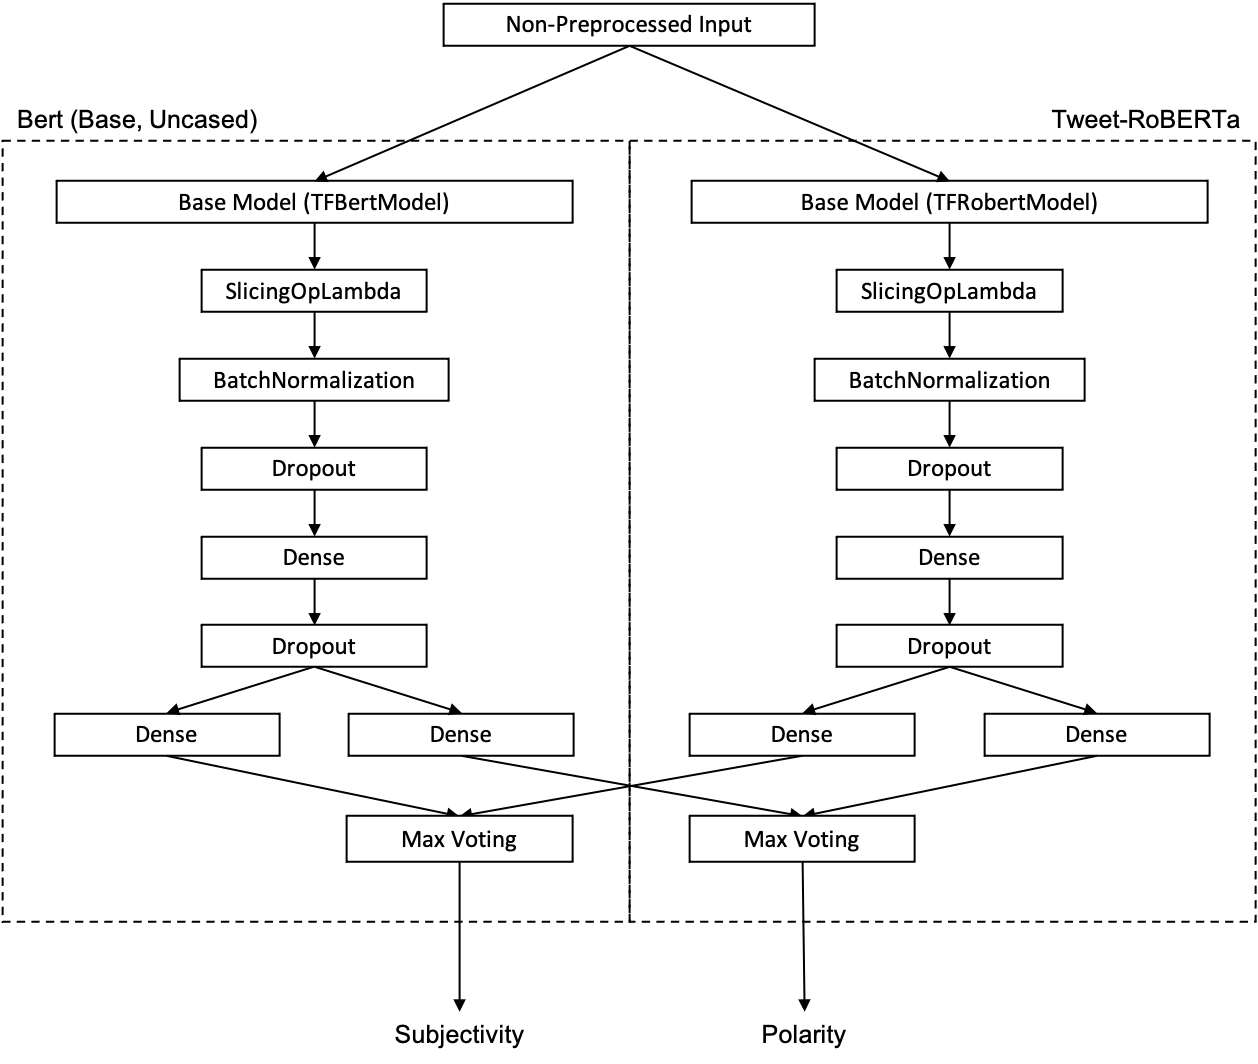 Non-Preprocessed Input
Bert (Base, Uncased)
Tweet-RoBERTa
Base Model (TFBertModel)
Base Model (TFRobertModel)
SlicingOpLambda
SlicingOpLambda
BatchNormalization
BatchNormalization
Dropout
Dropout
Dense
Dense
Dropout
Dropout
Dense
Dense
Dense
Dense
Max Voting
Max Voting
Subjectivity
Polarity